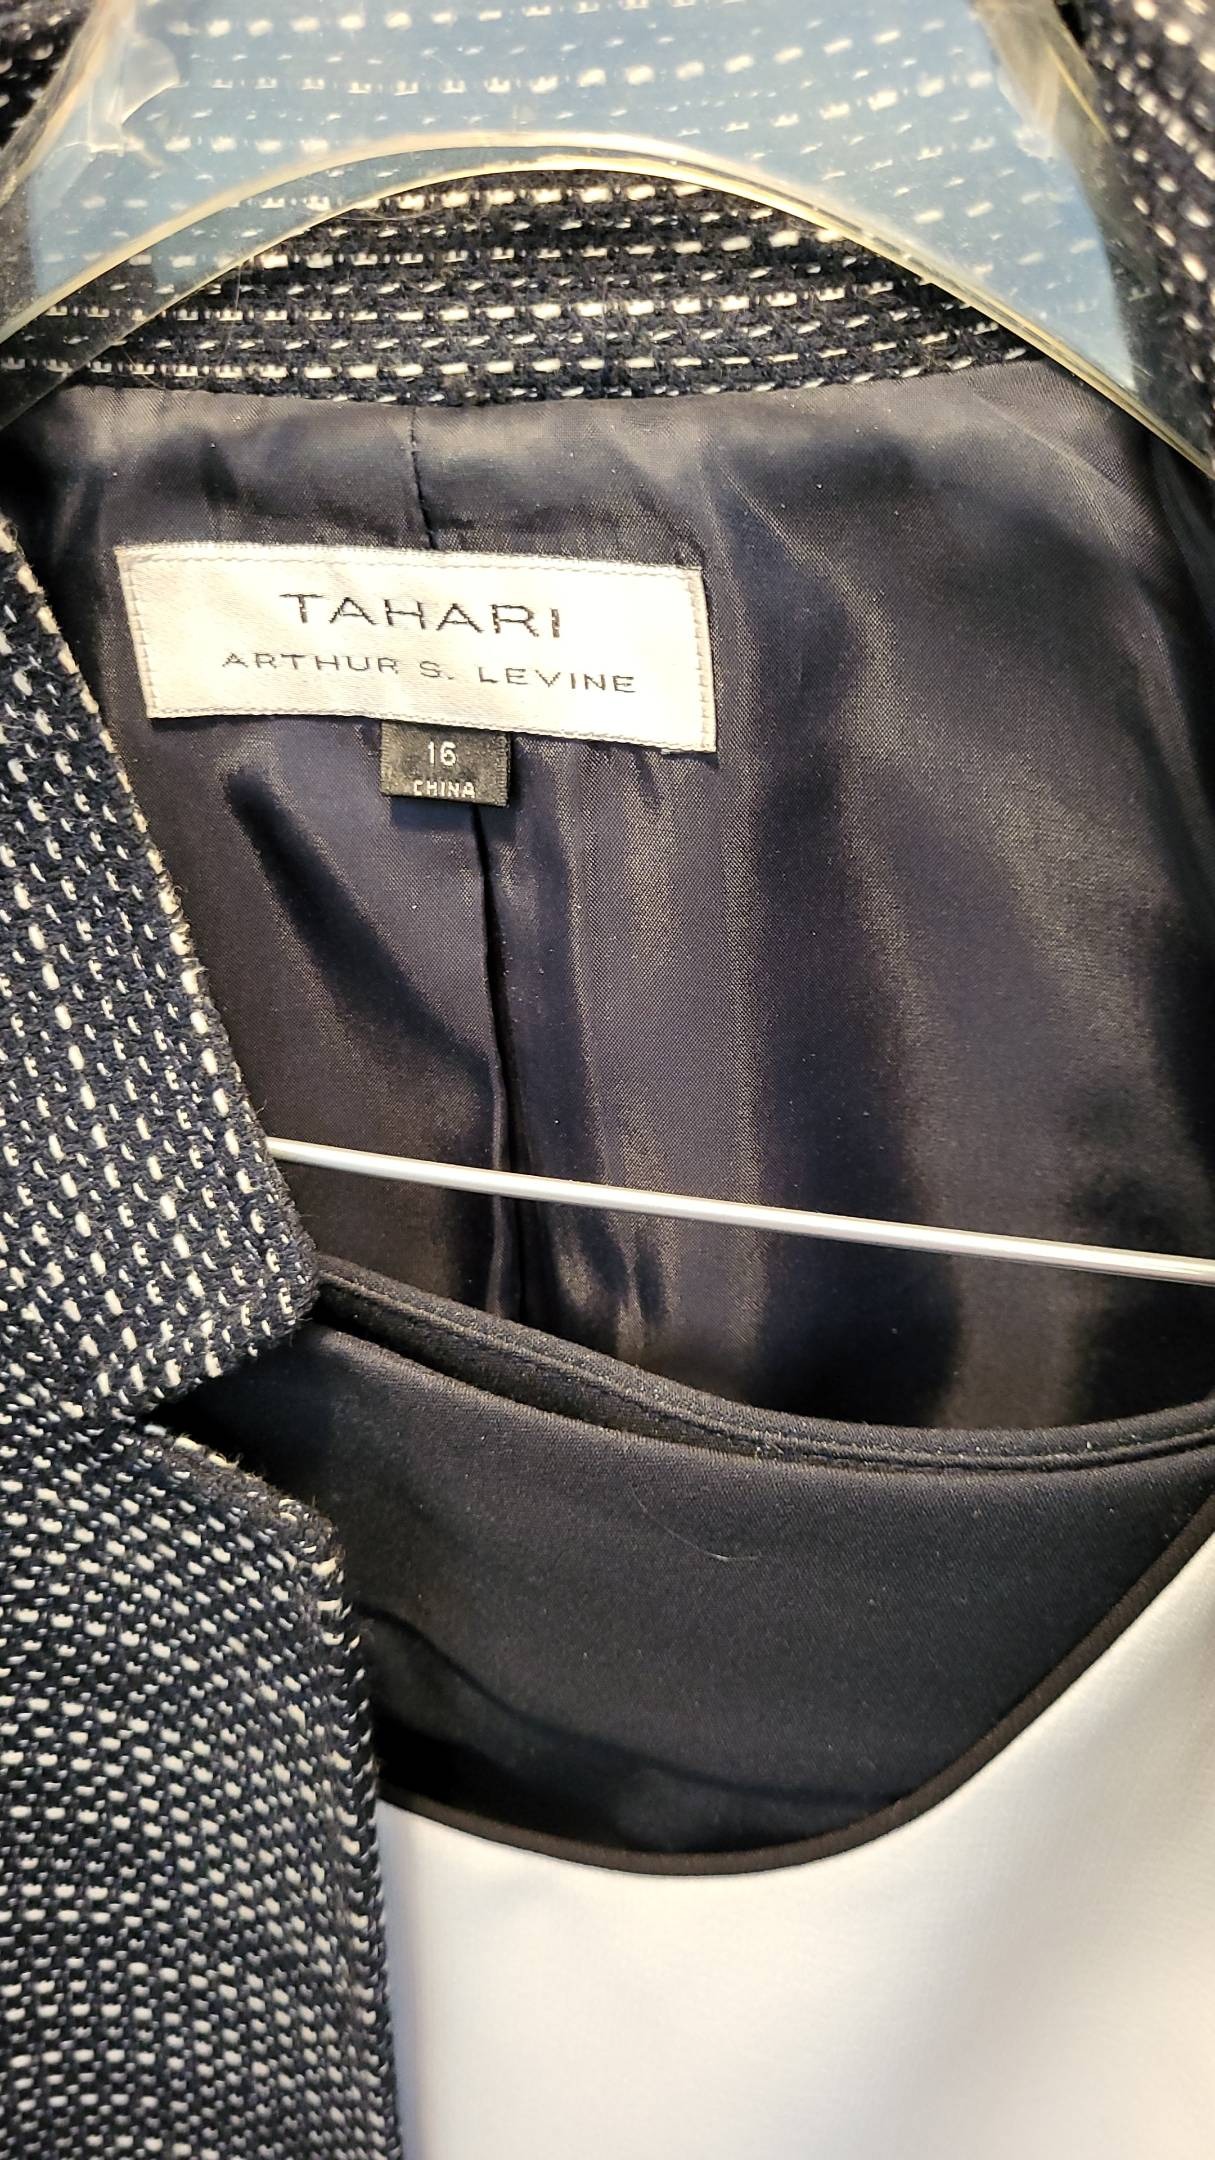 TAHARI
ARTHUR S. LEVINE
16
CHINA